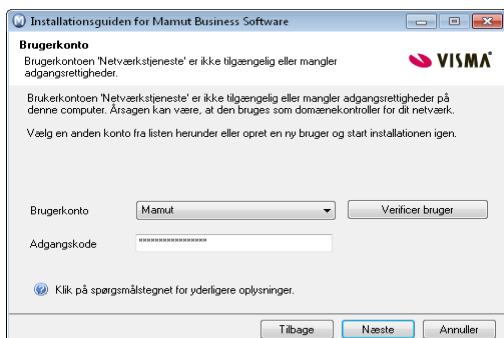 Installationsguiden for Mamut Business Software
Brugerkonto
Brugerkontoen 'Netværkstjeneste' er ikke tilgængelig eller mangler
adgangsrettigheder.
VISMA
Brukerkontoen 'Netværkstjeneste' er ikke tilgængelig eller mangler adgangsrettigheder på
denne computer. Årsagen kan være, at den bruges som domænekontroller for dit netværk.
Vælg en anden konto fra listen herunder eller opret en ny bruger og start installationen igen.
Brugerkonto
Mamut
Verificer bruger
Adgangskode
*****************
Klik på spørgsmålstegnet for yderligere oplysninger.
Tilbage
Næste
Annuller